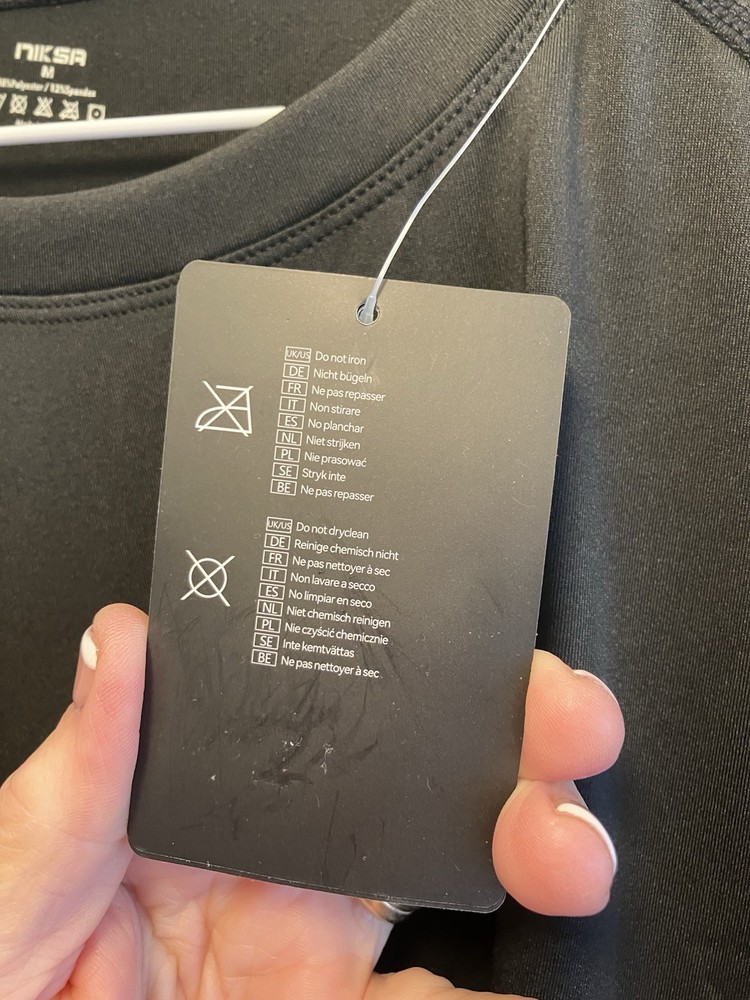 NIKSA
M
UK/US Do not iron
DE Nicht bügeln
FR Ne pas repasser
IT Non stirare
ES No planchar
NL Niet strijken
PL Nie prasować
SE Stryk inte
BE Ne pas repasser
UK/US Do not dryclean
DE Reinige chemisch nicht
FR Ne pas nettoyer à sec
IT Non lavare a secco
ES No limpiar en seco
NL Niet chemisch reinigen
PL Nie czyścić chemicznie
SE Inte kemtvättas
BE Ne pas nettoyer à sec